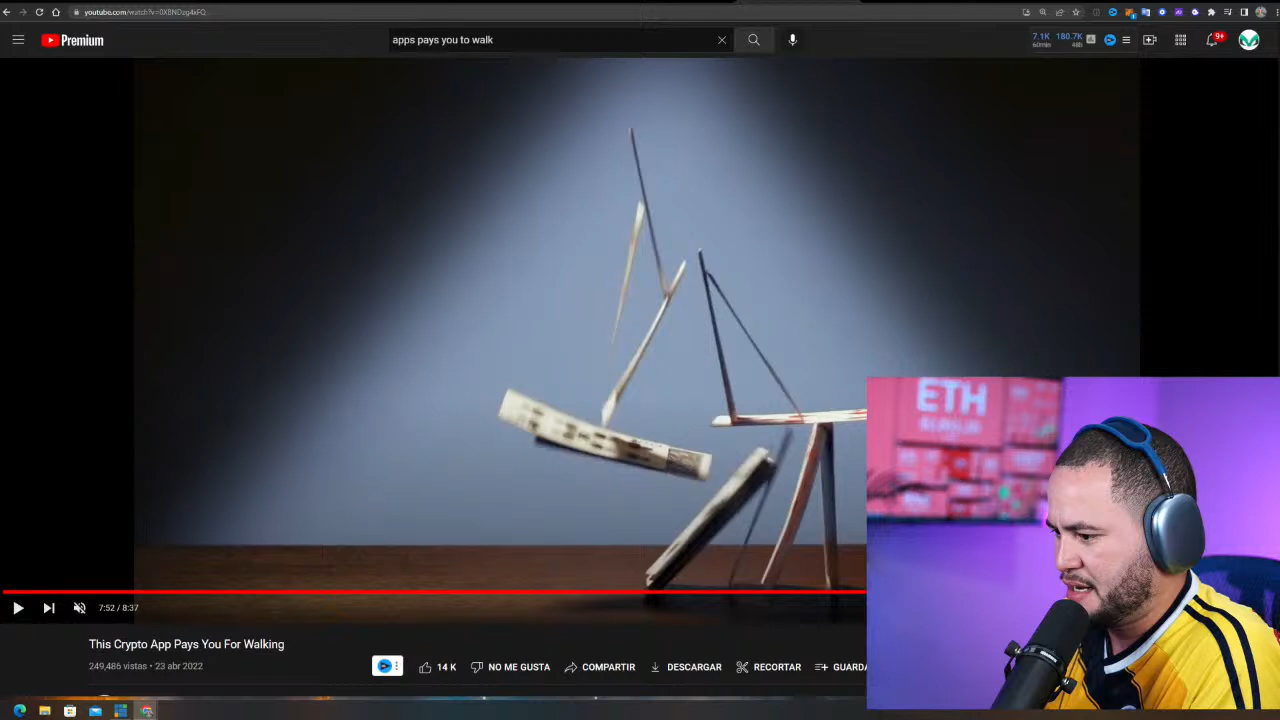 youtube.com/watch?v=0XBNDzg4xFQ
Premium
apps pays you to walk
7.1K 180.7K
60min 48h
9+
ETH
7:52 / 8:37
This Crypto App Pays You For Walking
249,486 vistas • 23 abr 2022
14 K NO ME GUSTA COMPARTIR DESCARGAR RECORTAR GUARDA